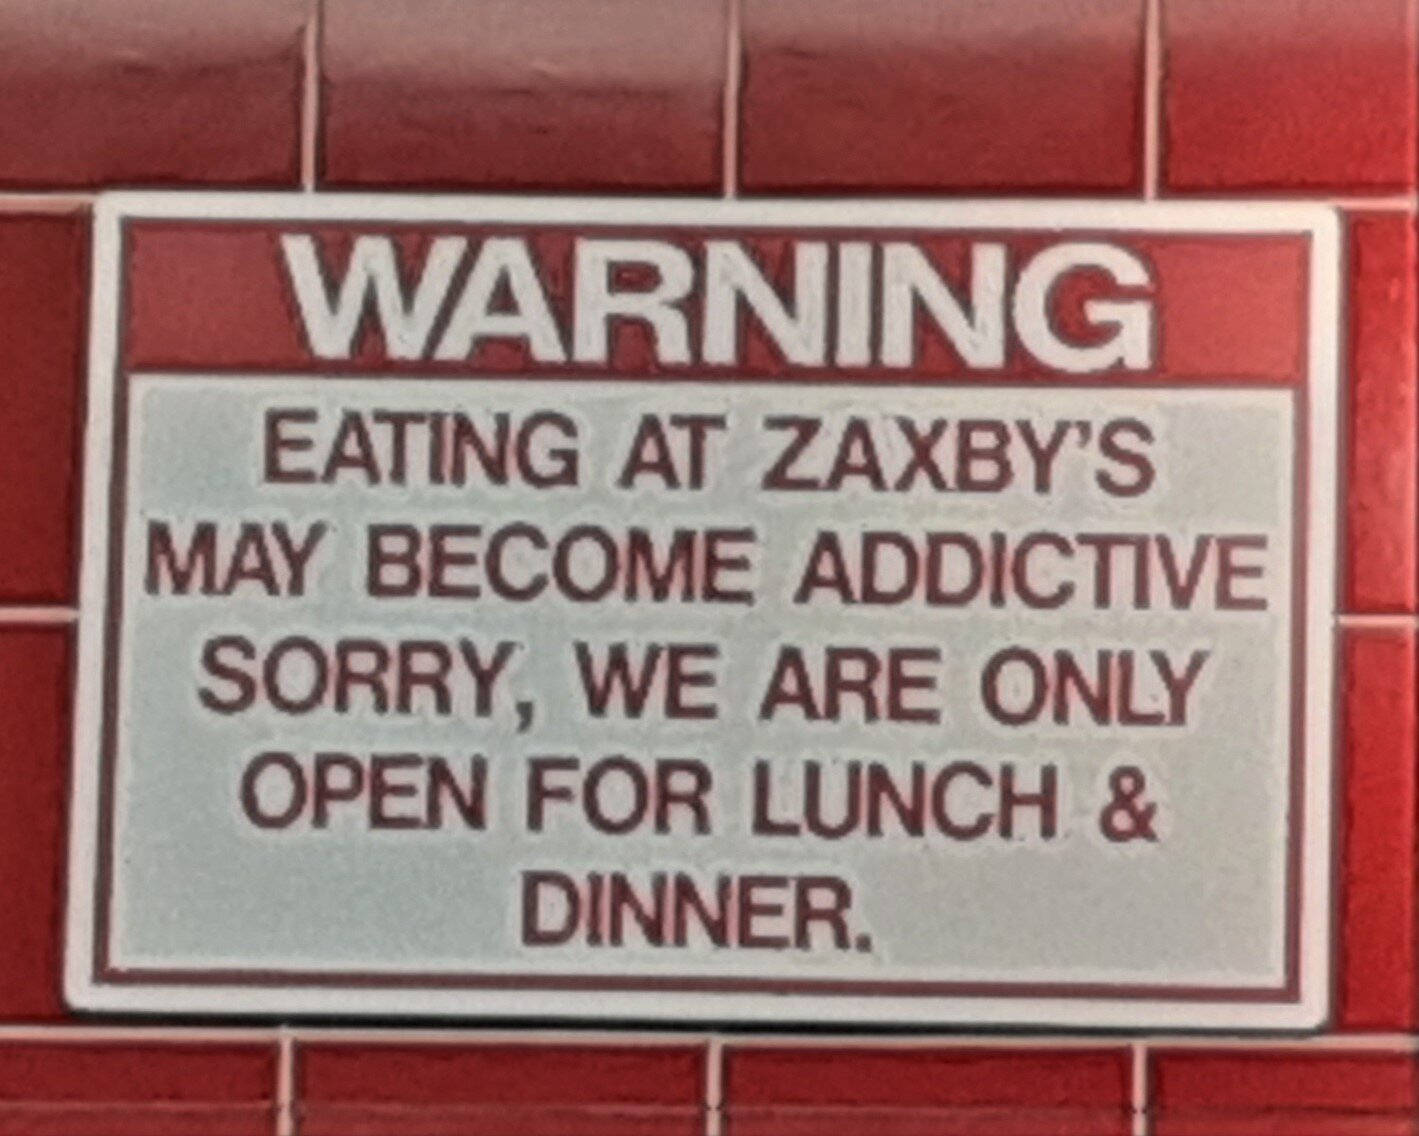 WARNING
EATING AT ZAXBY'S
MAY BECOME ADDICTIVE
SORRY, WE ARE ONLY
OPEN FOR LUNCH &
DINNER.